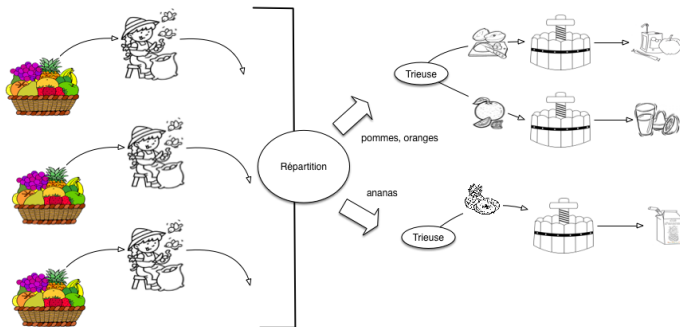 Trieuse
pommes, oranges
Répartition
ananas
Trieuse